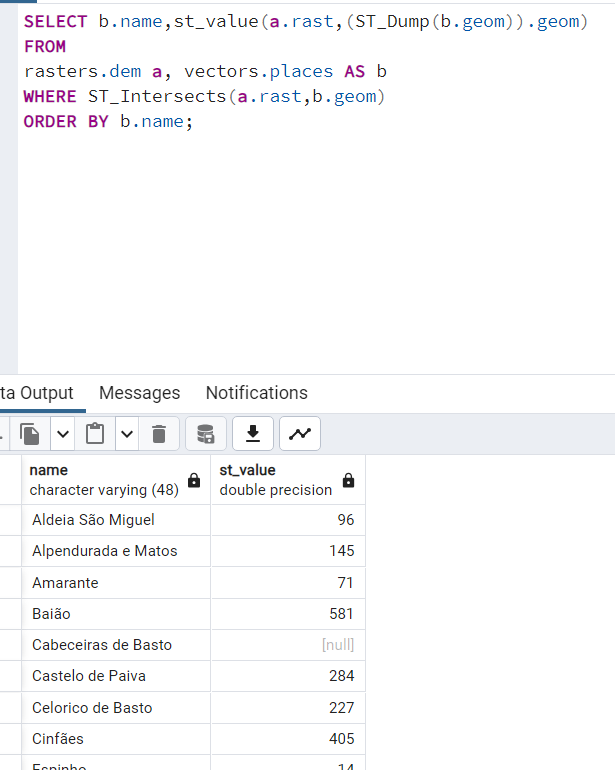 SELECT b.name,st_value(a.rast,(ST_Dump(b.geom)).geom)
FROM
rasters.dem a, vectors.places AS b
WHERE ST_Intersects(a.rast,b.geom)
ORDER BY b.name;
ta Output Messages Notifications
name st_value
character varying (48) double precision
Aldeia São Miguel 96
Alpendurada e Matos 145
Amarante 71
Baião 581
Cabeceiras de Basto [null]
Castelo de Paiva 284
Celorico de Basto 227
Cinfães 405
Espinho 14